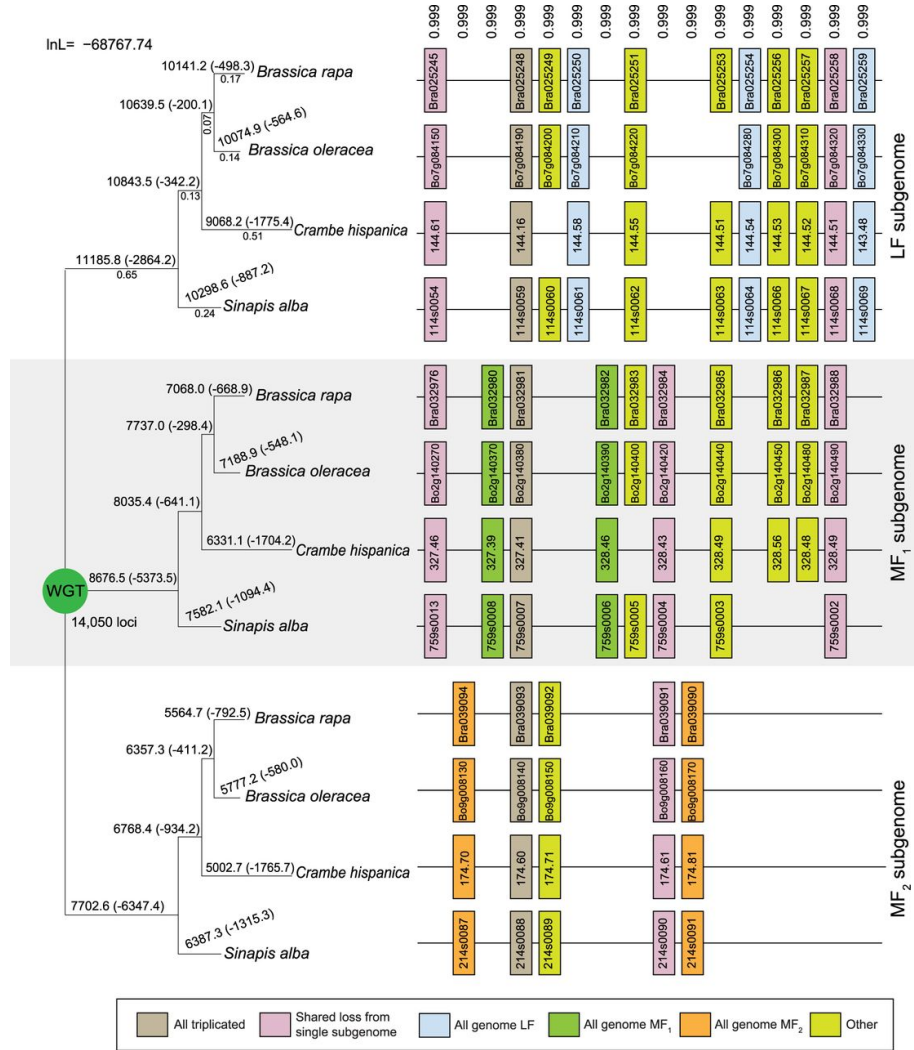 lnL= −68767.74
0.999 0.999 0.9999 0.9999 0.9999 0.9999 0.9999 0.9999 0.9999 0.999 0.999 0.999 0.999 0.999 0.999 0.999
10141.2 (-498.3)
0.17
Brassica rapa
10639.5 (-200.1)
0.07
10074.9 (-564.6)
0.14
Brassica oleracea
10843.5 (-342.2)
0.13
9068.2 (-1775.4)
0.51
Crambe hispanica
11185.8 (-2864.2)
0.65
10298.6 (-887.2)
0.24
Sinapis alba
Bra025245 Bra025248 Bra025249 Bra025250 Bra025251 Bra025253 Bra025254 Bra025256 Bra025257 Bra025258 Bra025259
Bo7g084150 Bo7g084190 Bo7g084200 Bo7g084210 Bo7g084220 Bo7g084280 Bo7g084300 Bo7g084310 Bo7g084320 Bo7g084330
144.61 144.16 144.58 144.55 144.51 144.54 144.53 144.52 144.51 143.48
114s0054 114s0059 114s0060 114s0061 114s0062 114s0063 114s0064 114s0066 114s0067 114s0068 114s0069
LF subgenome
7068.0 (-668.9)
Brassica rapa
7737.0 (-298.4)
7188.9 (-548.1)
Brassica oleracea
8035.4 (-641.1)
6331.1 (-1704.2)
Crambe hispanica
WGT
8676.5 (-5373.5)
14,050 loci
7582.1 (-1094.4)
Sinapis alba
Bra032976 Bra032980 Bra032981 Bra032982 Bra032983 Bra032984 Bra032985 Bra032986 Bra032987 Bra032988
Bo2g140270 Bo2g140370 Bo2g140380 Bo2g140390 Bo2g140400 Bo2g140420 Bo2g140440 Bo2g140450 Bo2g140480 Bo2g140490
327.46 327.39 327.41 328.46 328.43 328.49 328.56 328.48 328.49
759s0013 759s0008 759s0007 759s0006 759s0005 759s0004 759s0003 759s0002
MF₁ subgenome
5564.7 (-792.5)
Brassica rapa
6357.3 (-411.2)
5777.2 (-580.0)
Brassica oleracea
6768.4 (-934.2)
5002.7 (-1765.7)
Crambe hispanica
7702.6 (-6347.4)
6387.3 (-1315.3)
Sinapis alba
Bra039094 Bra039093 Bra039092 Bra039091 Bra039090
Bo9g008130 Bo9g008140 Bo9g008150 Bo9g008160 Bo9g008170
174.70 174.60 174.71 174.61 174.81
214s0087 214s0088 214s0089 214s0090 214s0091
MF₂ subgenome
All triplicated
Shared loss from
single subgenome
All genome LF
All genome MF₁
All genome MF₂
Other